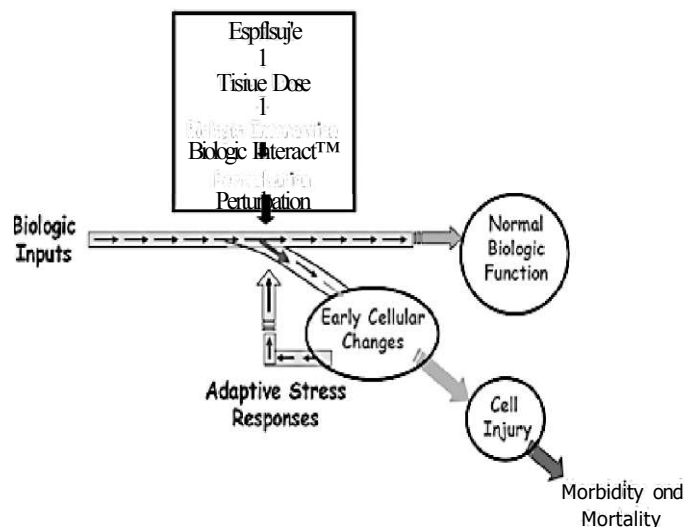 Espflsuj'e
1
Tisiue Dose
1
Biologic Interact™
Perturbation
Biologic
Inputs
Normal
Biologic
Function
Early Cellular
Changes
Adaptive Stress
Responses
Cell
Injury
Morbidity ond
Mortality